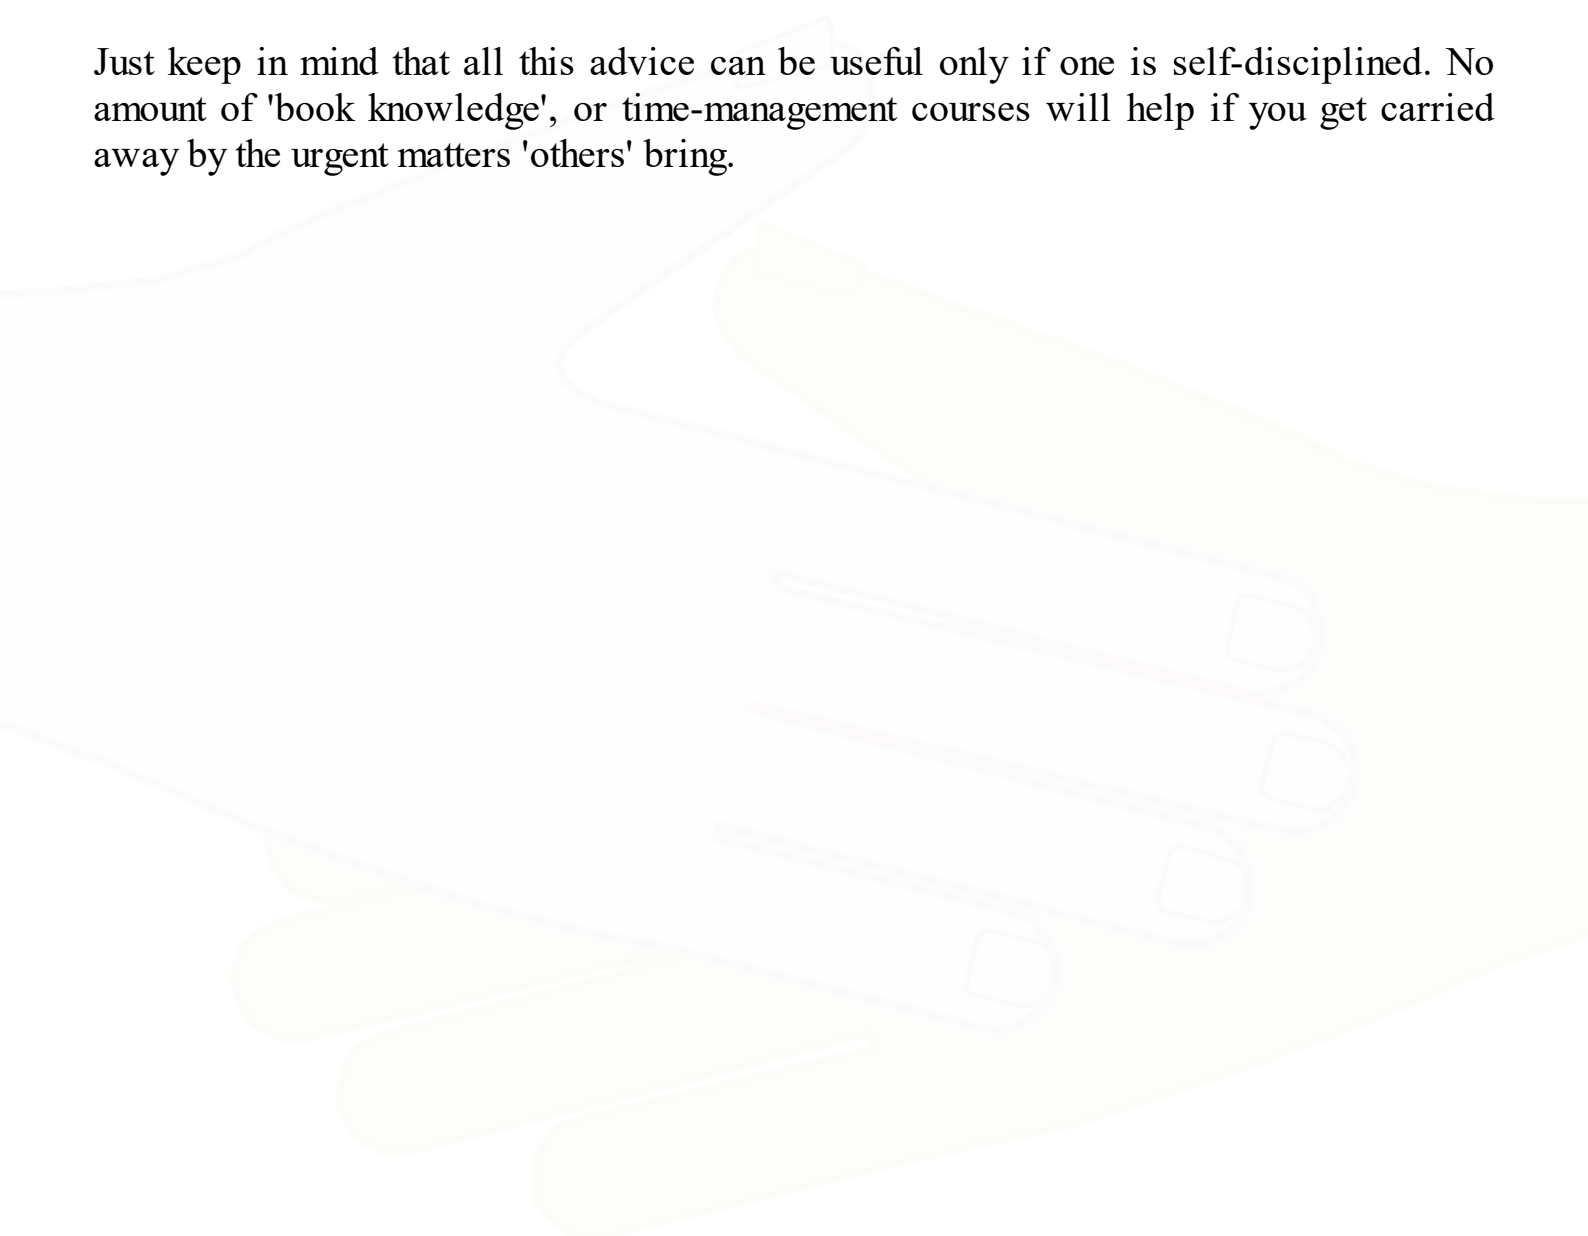 Just keep in mind that all this advice can be useful only if one is self-disciplined. No
amount of 'book knowledge', or time-management courses will help if you get carried
away by the urgent matters 'others' bring.